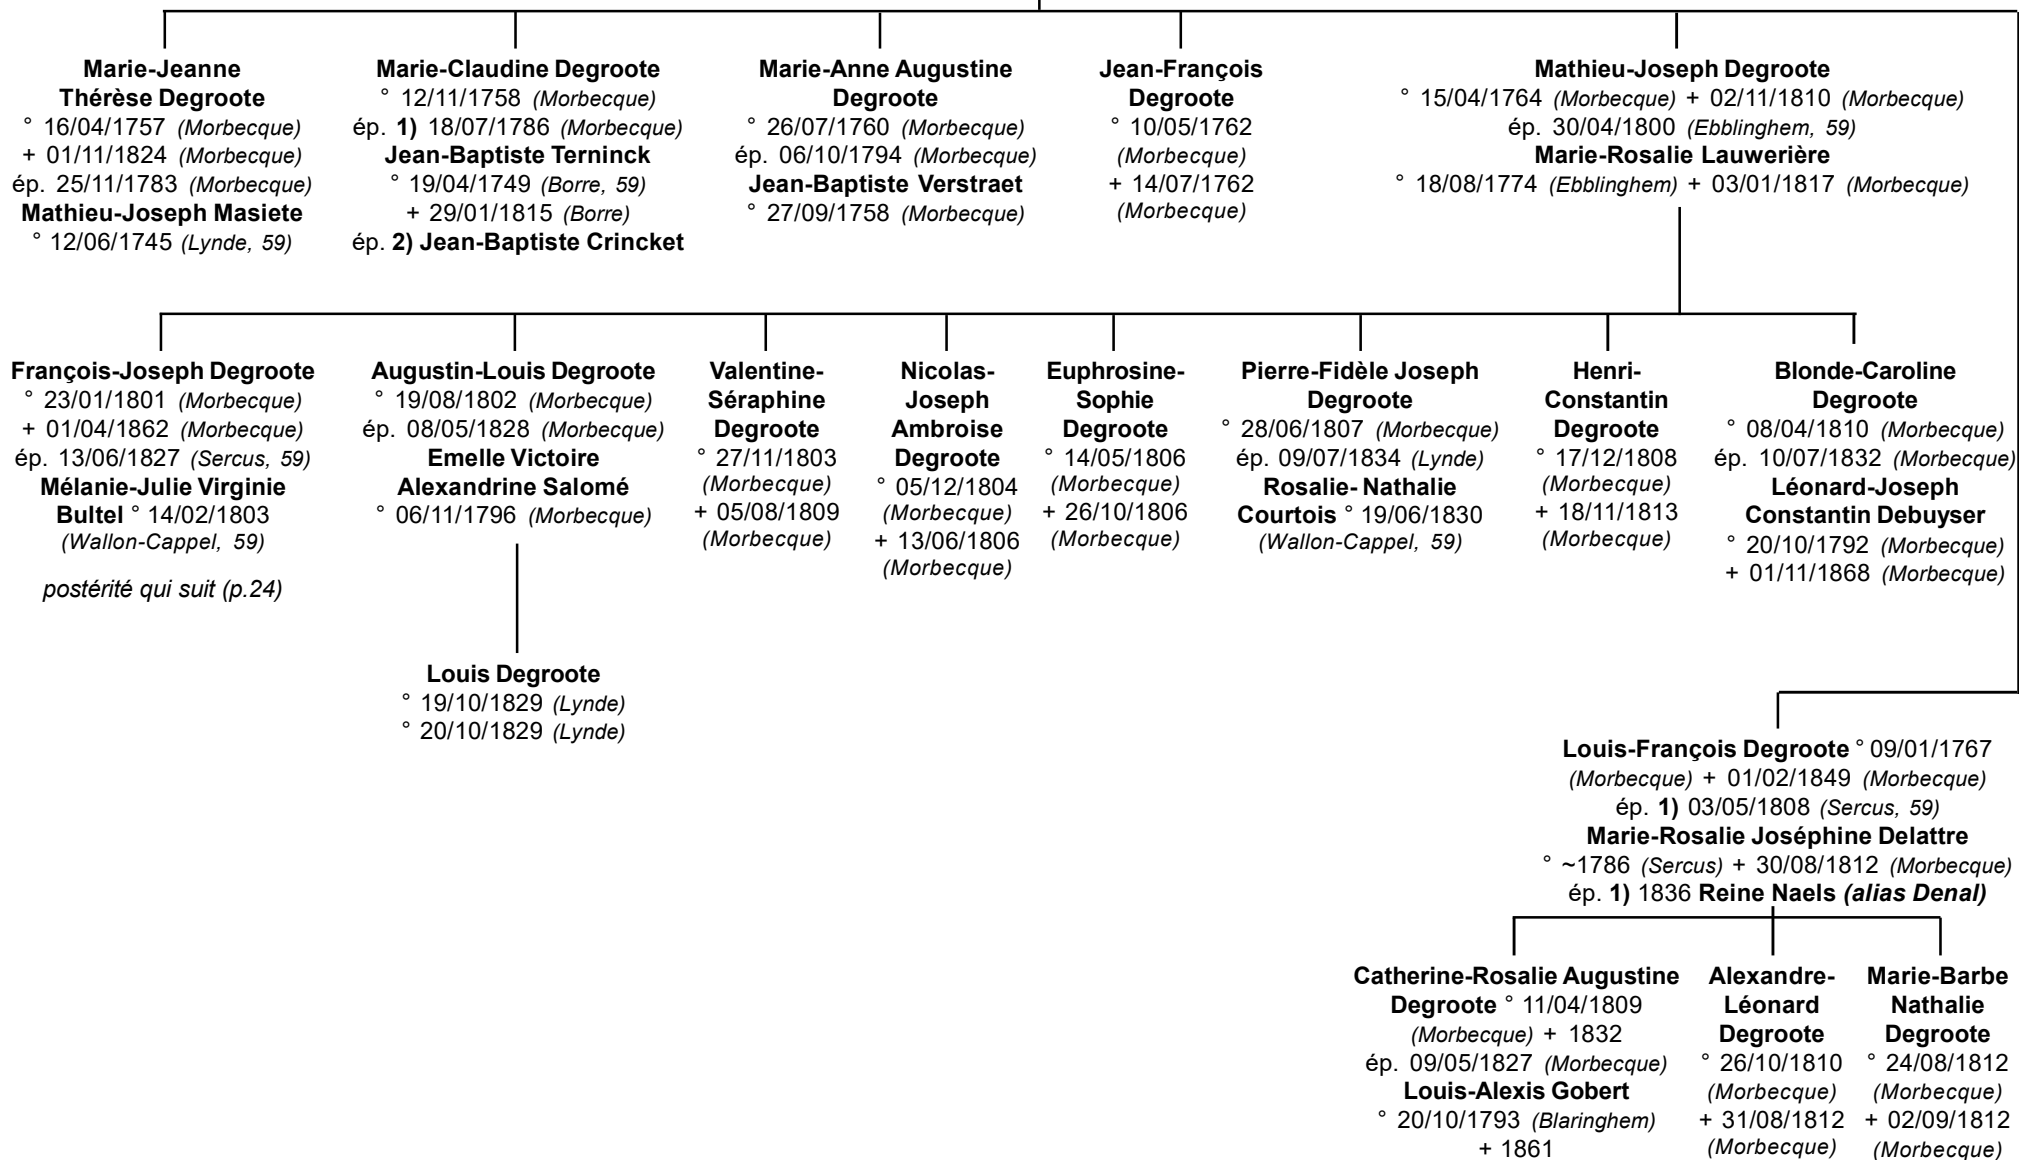 Marie-Jeanne
Thérèse Degroote
° 16/04/1757 (Morbecque)
+ 01/11/1824 (Morbecque)
ép. 25/11/1783 (Morbecque)
Mathieu-Joseph Masiete
° 12/06/1745 (Lynde, 59)
Marie-Claudine Degroote
° 12/11/1758 (Morbecque)
ép. 1) 18/07/1786 (Morbecque)
Jean-Baptiste Terninck
° 19/04/1749 (Borre, 59)
+ 29/01/1815 (Borre)
ép. 2) Jean-Baptiste Crincket
Marie-Anne Augustine
Degroote
° 26/07/1760 (Morbecque)
ép. 06/10/1794 (Morbecque)
Jean-Baptiste Verstraet
° 27/09/1758 (Morbecque)
Jean-François
Degroote
° 10/05/1762
(Morbecque)
+ 14/07/1762
(Morbecque)
Mathieu-Joseph Degroote
° 15/04/1764 (Morbecque) + 02/11/1810 (Morbecque)
ép. 30/04/1800 (Ebblinghem, 59)
Marie-Rosalie Lauwerière
° 18/08/1774 (Ebblinghem) + 03/01/1817 (Morbecque)
François-Joseph Degroote
° 23/01/1801 (Morbecque)
+ 01/04/1862 (Morbecque)
ép. 13/06/1827 (Sercus, 59)
Mélanie-Julie Virginie
Bultel ° 14/02/1803
(Wallon-Cappel, 59)
postérité qui suit (p.24)
Augustin-Louis Degroote
° 19/08/1802 (Morbecque)
ép. 08/05/1828 (Morbecque)
Emelle Victoire
Alexandrine Salomé
° 06/11/1796 (Morbecque)
Valentine-
Séraphine
Degroote
° 27/11/1803
(Morbecque)
+ 05/08/1809
(Morbecque)
Nicolas-
Joseph
Ambroise
Degroote
° 05/12/1804
(Morbecque)
+ 13/06/1806
(Morbecque)
Euphrosine-
Sophie
Degroote
° 14/05/1806
(Morbecque)
+ 26/10/1806
(Morbecque)
Pierre-Fidèle Joseph
Degroote
° 28/06/1807 (Morbecque)
ép. 09/07/1834 (Lynde)
Rosalie- Nathalie
Courtois ° 19/06/1830
(Wallon-Cappel, 59)
Henri-
Constantin
Degroote
° 17/12/1808
(Morbecque)
+ 18/11/1813
(Morbecque)
Blonde-Caroline
Degroote
° 08/04/1810 (Morbecque)
ép. 10/07/1832 (Morbecque)
Léonard-Joseph
Constantin Debuyser
° 20/10/1792 (Morbecque)
+ 01/11/1868 (Morbecque)
Louis Degroote
° 19/10/1829 (Lynde)
° 20/10/1829 (Lynde)
Louis-François Degroote ° 09/01/1767
(Morbecque) + 01/02/1849 (Morbecque)
ép. 1) 03/05/1808 (Sercus, 59)
Marie-Rosalie Joséphine Delattre
° ~1786 (Sercus) + 30/08/1812 (Morbecque)
ép. 1) 1836 Reine Naels (alias Denal)
Catherine-Rosalie Augustine
Degroote ° 11/04/1809
(Morbecque) + 1832
ép. 09/05/1827 (Morbecque)
Louis-Alexis Gobert
° 20/10/1793 (Blaringhem)
+ 1861
Alexandre-
Léonard
Degroote
° 26/10/1810
(Morbecque)
+ 31/08/1812
(Morbecque)
Marie-Barbe
Nathalie
Degroote
° 24/08/1812
(Morbecque)
+ 02/09/1812
(Morbecque)